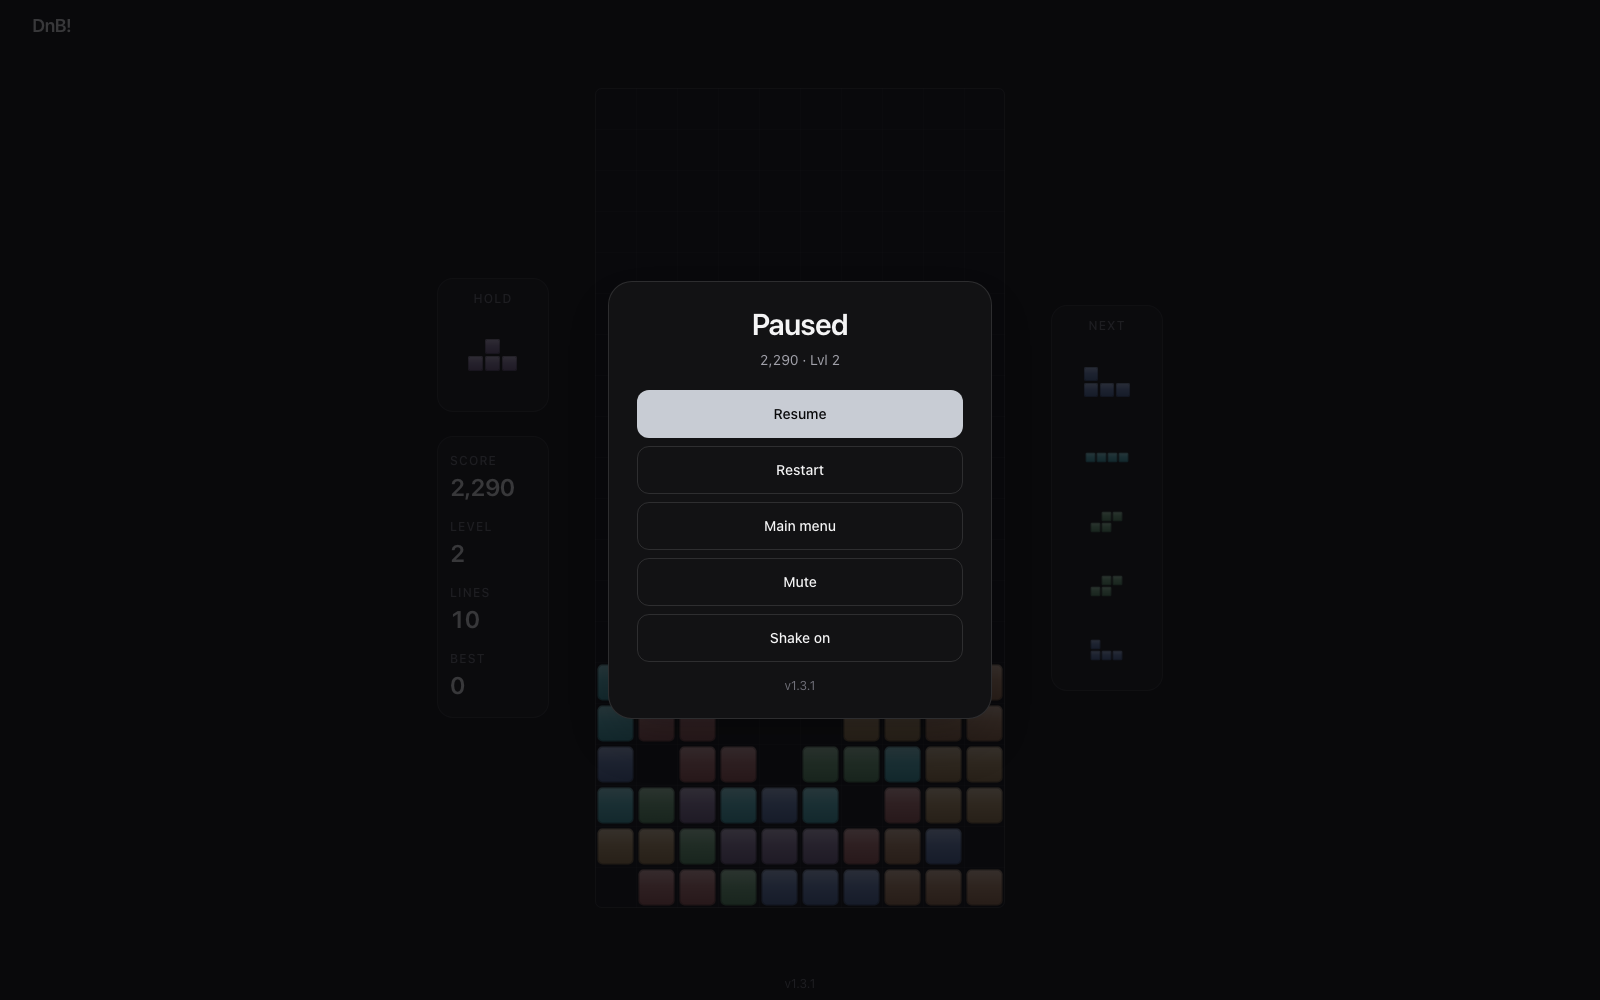 DnB!
HOLD
SCORE
2,290
LEVEL
2
LINES
10
BEST
0
Paused
2,290 · Lvl 2
Resume
Restart
Main menu
Mute
Shake on
v1.3.1
NEXT
v1.3.1